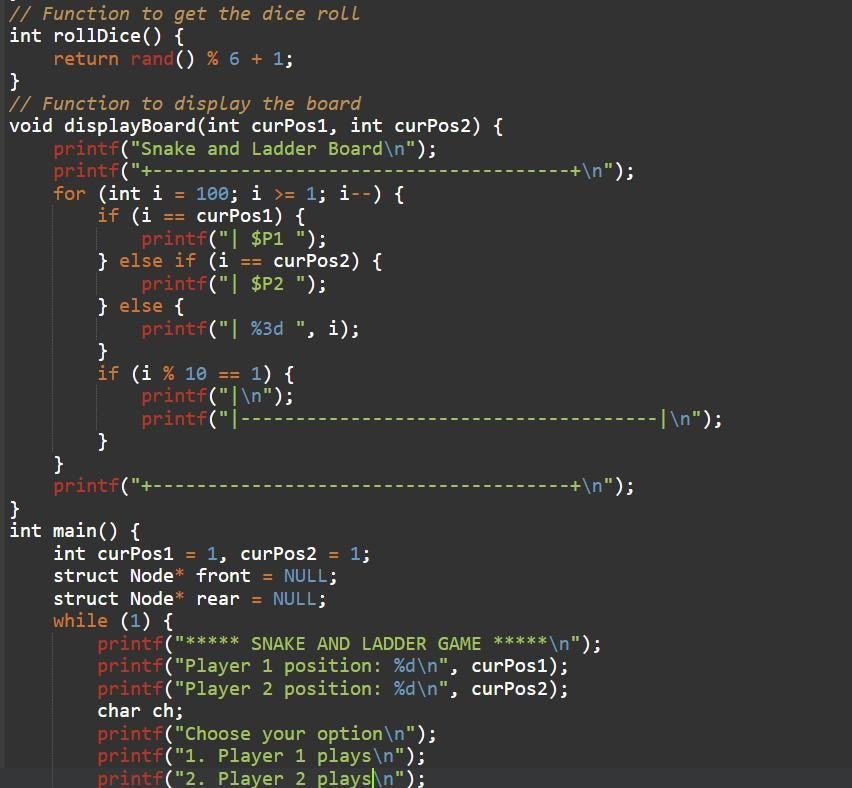 // Function to get the dice roll
int rollDice() {
    return rand() % 6 + 1;
}
// Function to display the board
void displayBoard(int curPos1, int curPos2) {
    printf("Snake and Ladder Board\n");
    printf("+--------------------------------------+\n");
    for (int i = 100; i >= 1; i--) {
        if (i == curPos1) {
            printf("| $P1 ");
        } else if (i == curPos2) {
            printf("| $P2 ");
        } else {
            printf("| %3d ", i);
        }
        if (i % 10 == 1) {
            printf("|\n");
            printf("|--------------------------------------|\n");
        }
    }
    printf("+--------------------------------------+\n");
}
int main() {
    int curPos1 = 1, curPos2 = 1;
    struct Node* front = NULL;
    struct Node* rear = NULL;
    while (1) {
        printf("***** SNAKE AND LADDER GAME *****\n");
        printf("Player 1 position: %d\n", curPos1);
        printf("Player 2 position: %d\n", curPos2);
        char ch;
        printf("Choose your option\n");
        printf("1. Player 1 plays\n");
        printf("2. Player 2 plays\n");